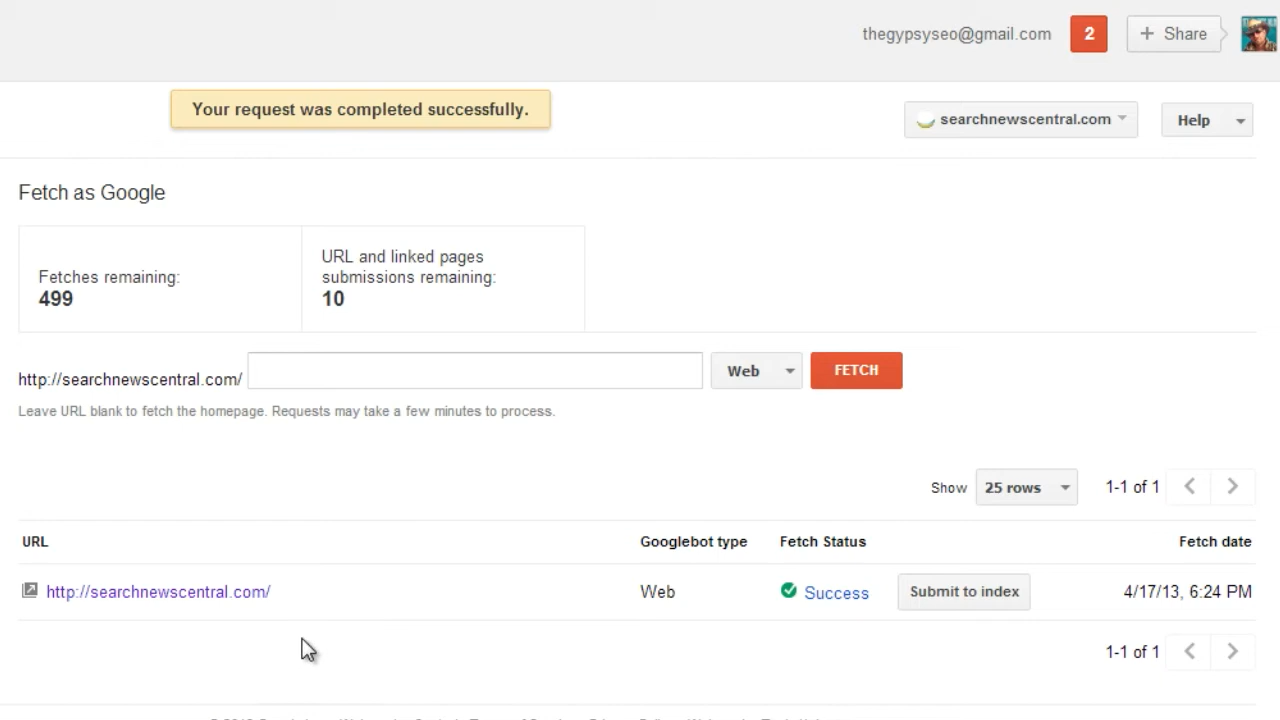 thegypsyseo@gmail.com 2 + Share
Your request was completed successfully.
searchnewscentral.com Help
Fetch as Google
Fetches remaining:
499
URL and linked pages
submissions remaining:
10
http://searchnewscentral.com/ Web FETCH
Leave URL blank to fetch the homepage. Requests may take a few minutes to process.
Show 25 rows 1-1 of 1
URL Googlebot type Fetch Status Fetch date
http://searchnewscentral.com/ Web Success Submit to index 4/17/13, 6:24 PM
1-1 of 1